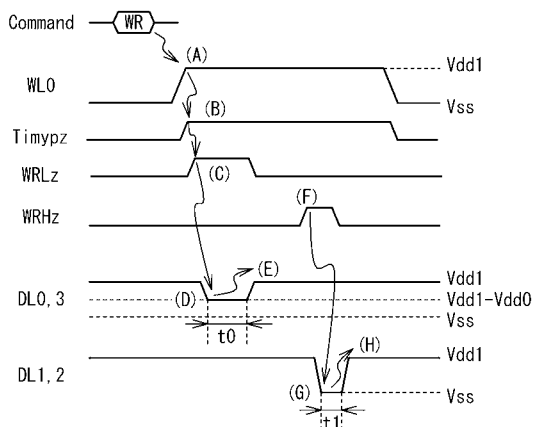 Command WR
(A)
Vdd1
WL0
(B)
Vss
Timypz
(C)
WRLz
(F)
WRHz
(E)
Vdd1
DL0,3 (D)
Vdd1-Vdd0
Vss
t0
(H)
Vdd1
DL1,2
(G)
Vss
t1